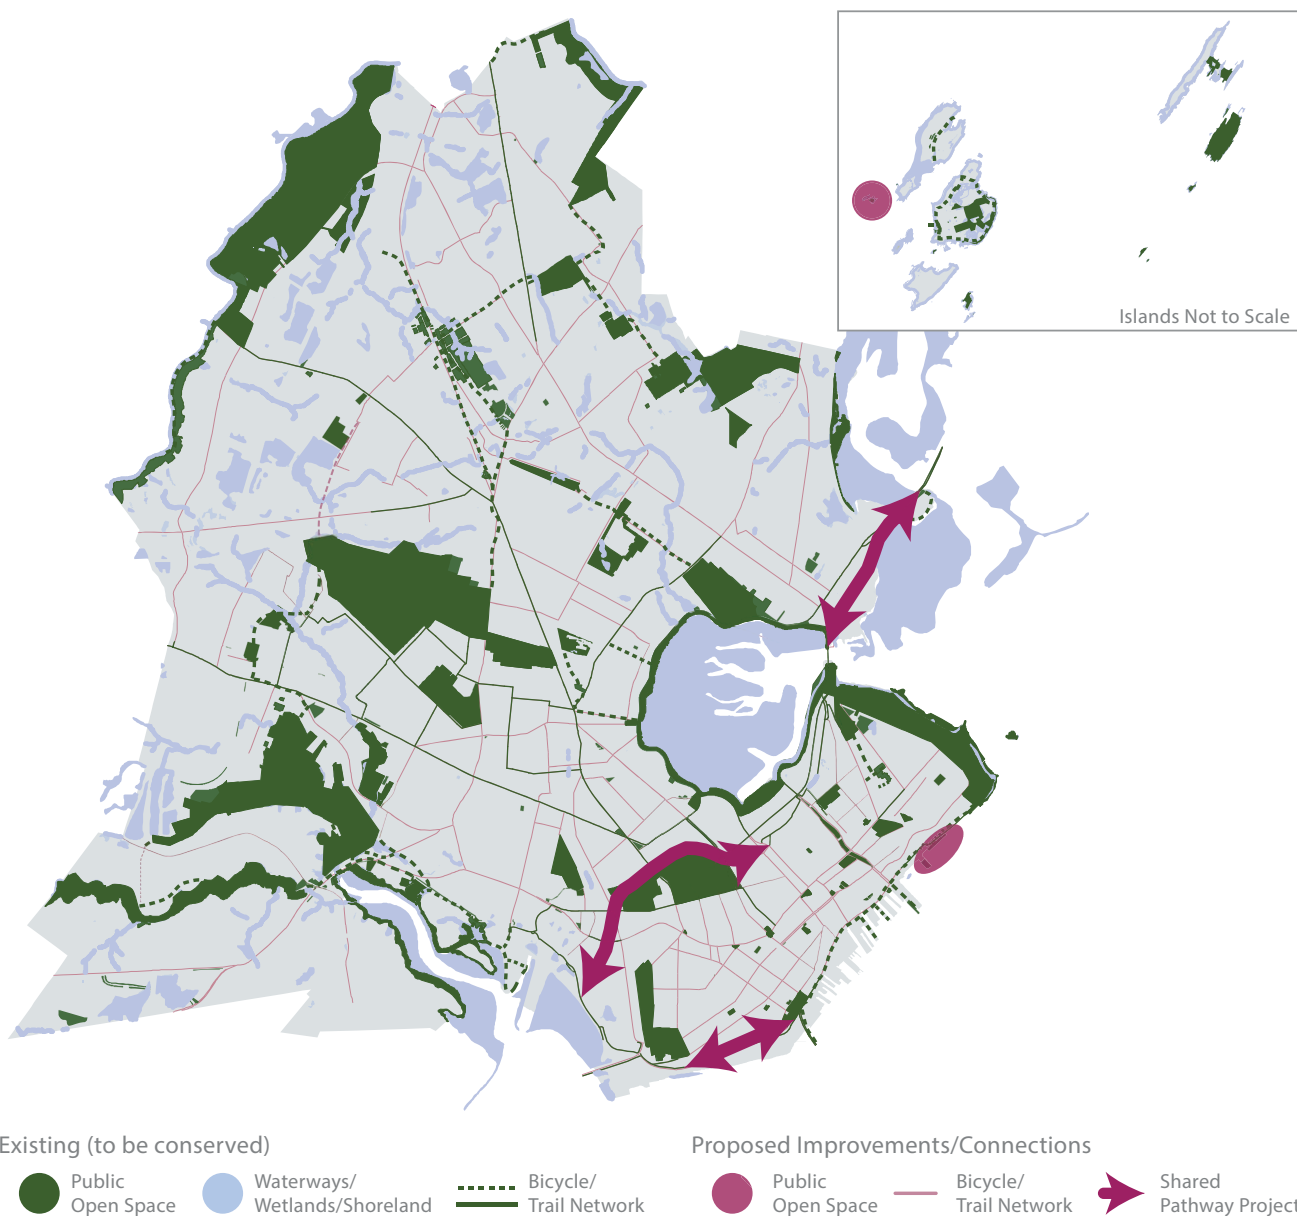 Islands Not to Scale
Existing (to be conserved)
Public
Open Space
Waterways/
Wetlands/Shoreland
Bicycle/
Trail Network
Proposed Improvements/Connections
Public
Open Space
Bicycle/
Trail Network
Shared
Pathway Project